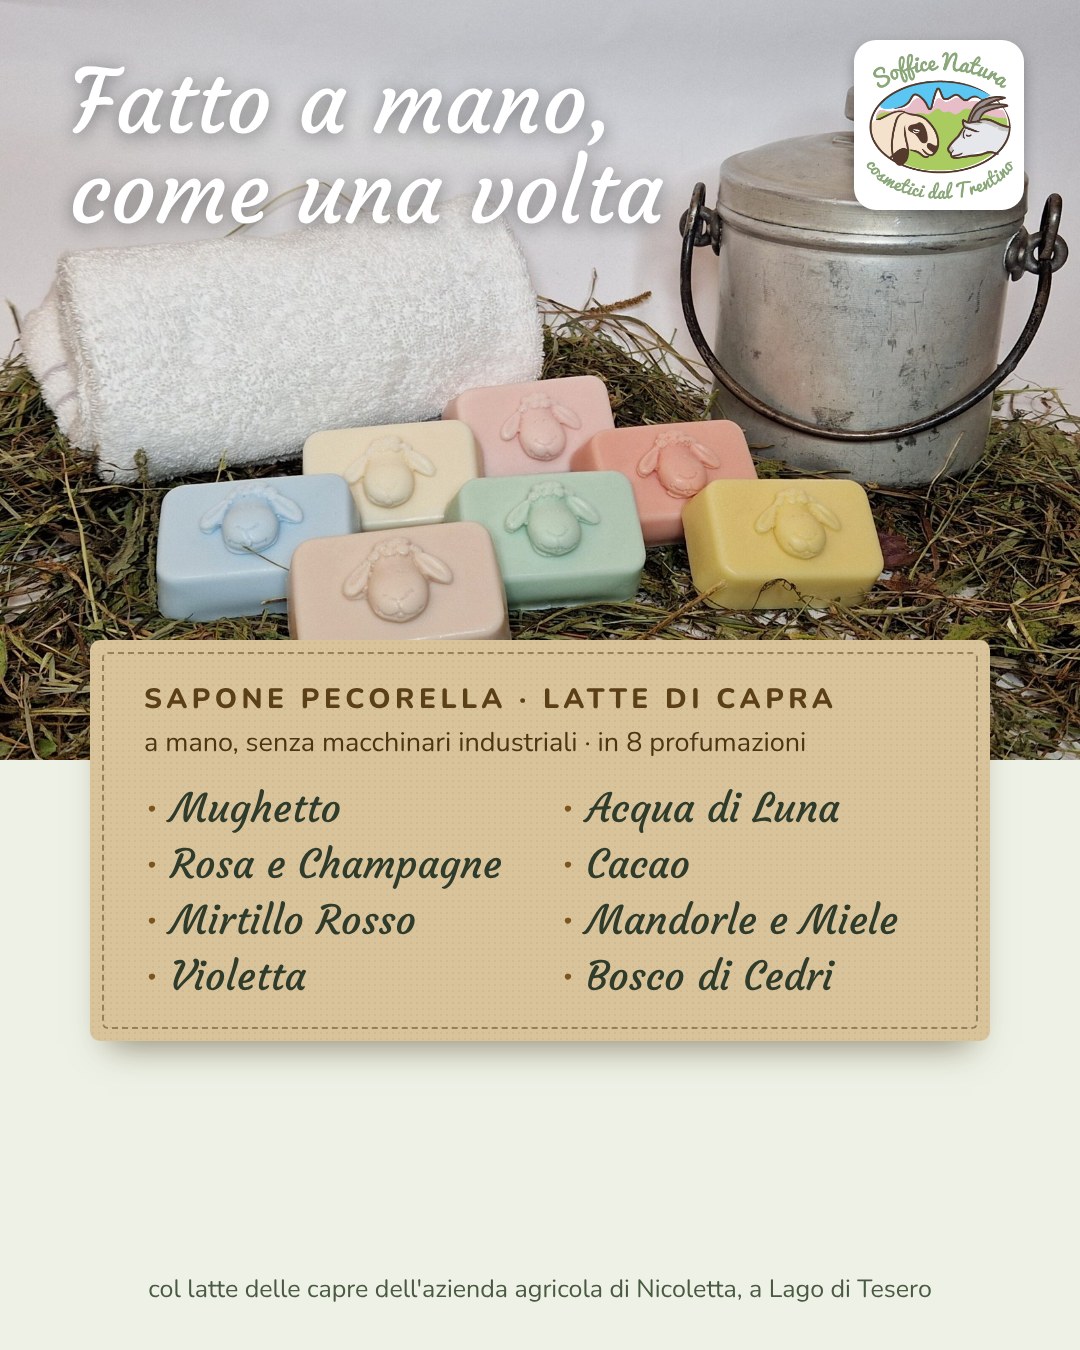 Fatto a mano,
come una volta
Soffice Natura
cosmetici dal Trentino
SAPONE PECORELLA · LATTE DI CAPRA
a mano, senza macchinari industriali · in 8 profumazioni
· Mughetto
· Rosa e Champagne
· Mirtillo Rosso
· Violetta
· Acqua di Luna
· Cacao
· Mandorle e Miele
· Bosco di Cedri
col latte delle capre dell'azienda agricola di Nicoletta, a Lago di Tesero